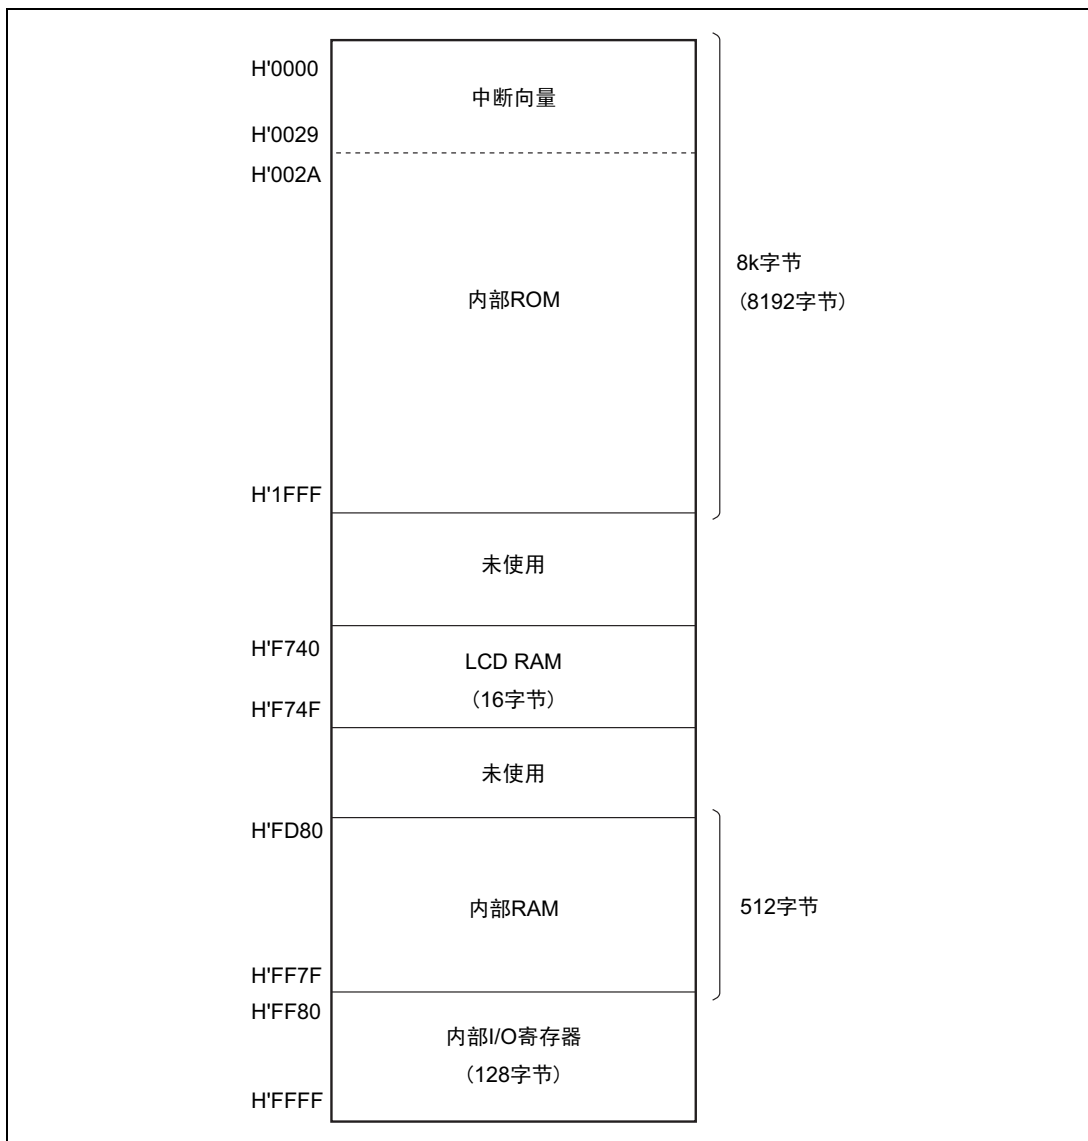 H'0000
中断向量
H'0029
H'002A
8k字节
(8192字节)
内部ROM
H'1FFF
未使用
H'F740
LCD RAM
(16字节)
H'F74F
未使用
H'FD80
内部RAM
512字节
H'FF7F
H'FF80
内部I/O寄存器
(128字节)
H'FFFF